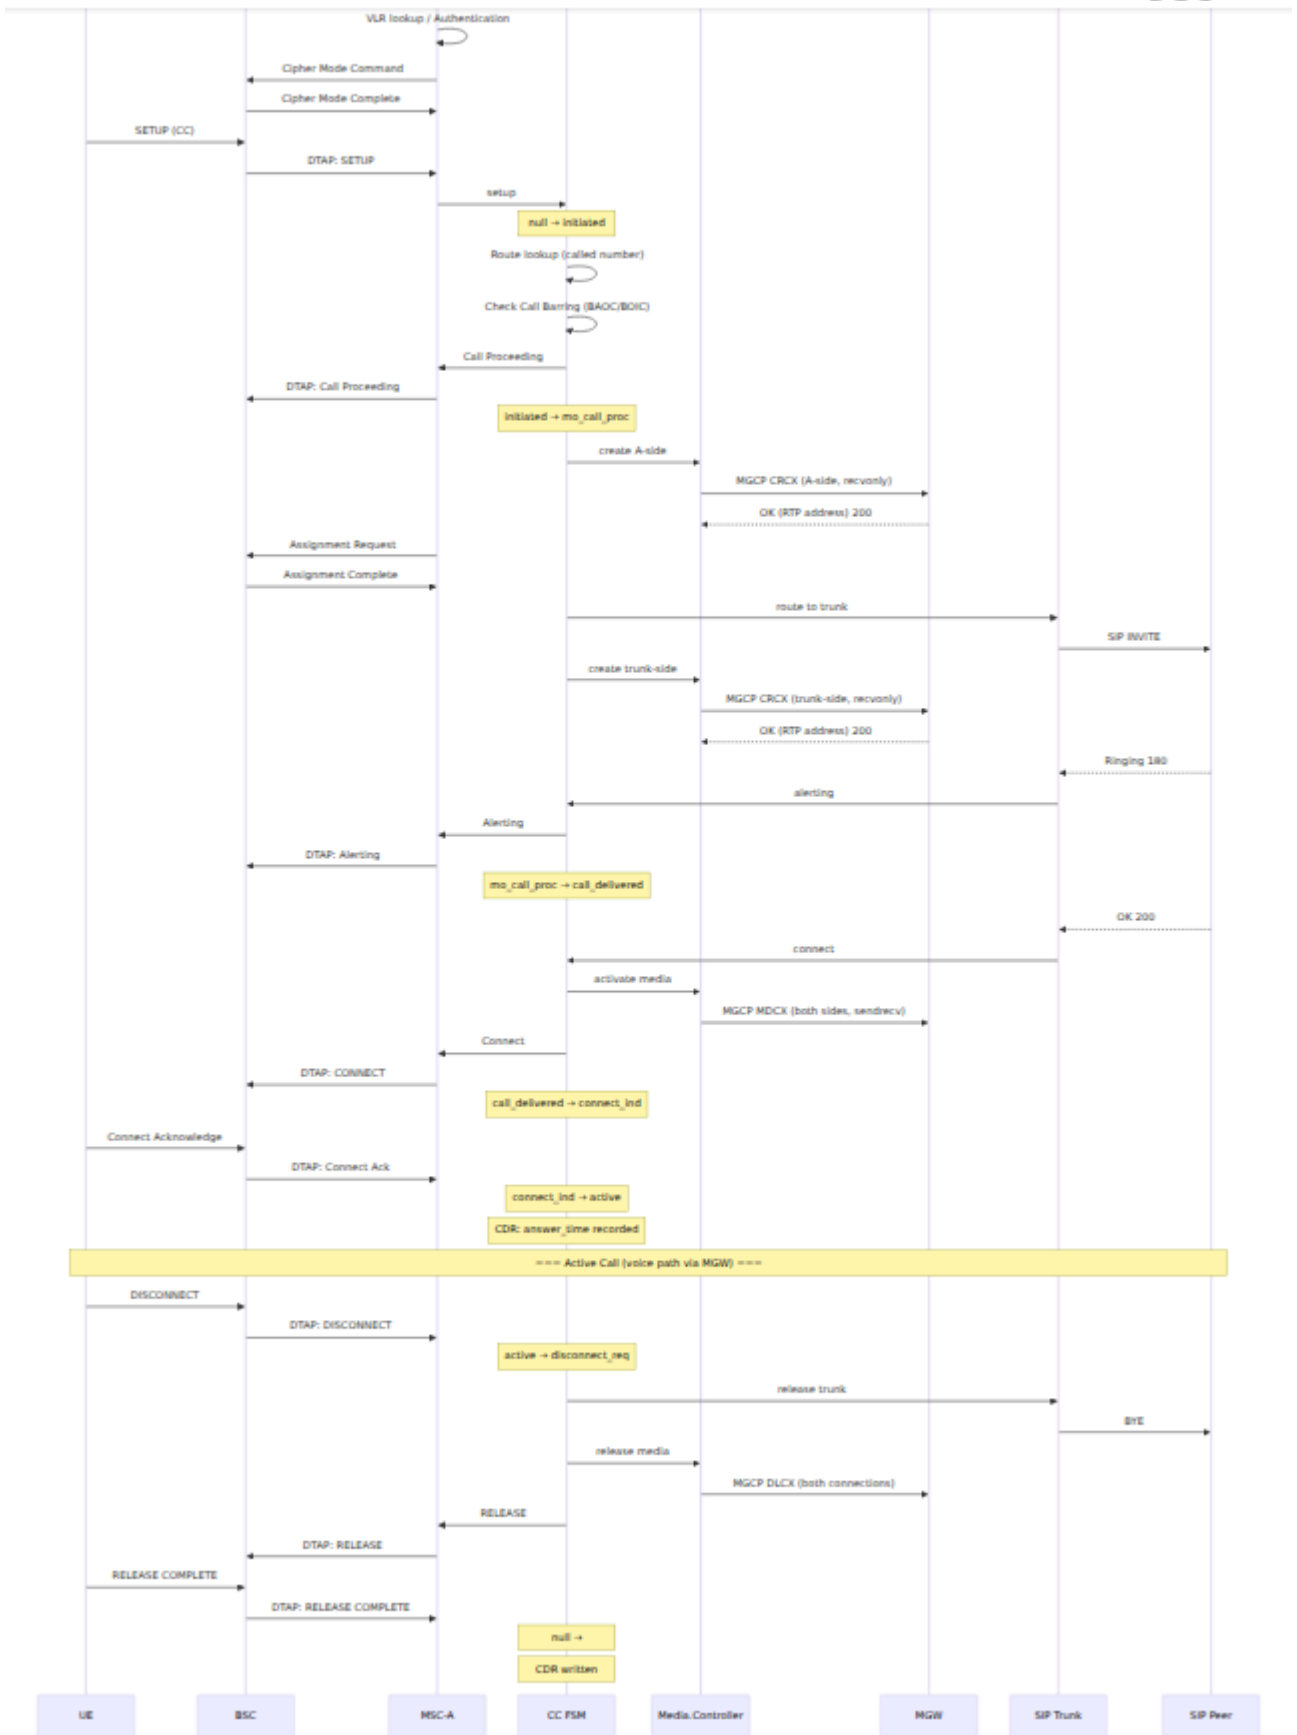 VLR lookup / Authentication
Cipher Mode Command
Cipher Mode Complete
SETUP (CC)
DTAP: SETUP
setup
null → initiated
Route lookup (called number)
Check Call Barring (BAOC/BOIC)
Call Proceeding
DTAP: Call Proceeding
initiated → mo_call_proc
create A-side
MGCP CRCX (A-side, recvonly)
OK (RTP address) 200
Assignment Request
Assignment Complete
route to trunk
SIP INVITE
create trunk-side
MGCP CRCX (trunk-side, recvonly)
OK (RTP address) 200
Ringing 180
alerting
Alerting
DTAP: Alerting
mo_call_proc → call_delivered
OK 200
connect
activate media
MGCP MDCX (both sides, sendrecv)
Connect
DTAP: CONNECT
call_delivered → connect_ind
Connect Acknowledge
DTAP: Connect Ack
connect_ind → active
CDR: answer_time recorded
=== Active Call (voice path via MGW) ===
DISCONNECT
DTAP: DISCONNECT
active → disconnect_req
release trunk
BYE
release media
MGCP DLCX (both connections)
RELEASE
DTAP: RELEASE
RELEASE COMPLETE
DTAP: RELEASE COMPLETE
null →
CDR written
UE BSC MSC-A CC FSM Media.Controller MGW SIP Trunk SIP Peer